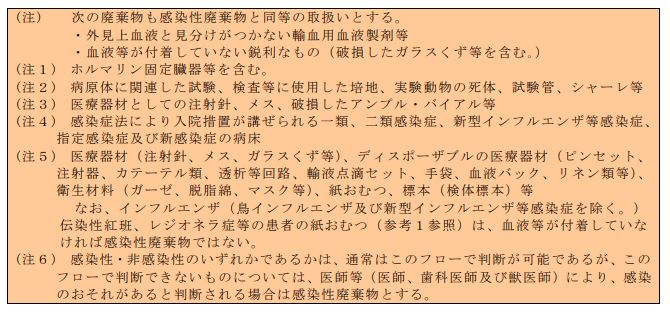 (注)　次の廃棄物も感染性廃棄物と同等の取扱いとする。
・外見上血液と見分けがつかない輸血用血液製剤等
・血液等が付着していない鋭利なもの（破損したガラスくず等を含む。）
(注１)　ホルマリン固定臓器等を含む。
(注２)　病原体に関連した試験、検査等に使用した培地、実験動物の死体、試験管、シャーレ等
(注３)　医療器材としての注射針、メス、破損したアンプル・バイアル等
(注４)　感染症法により入院措置が講ぜられる一類、二類感染症、新型インフルエンザ等感染症、
指定感染症及び新感染症の病床
(注５)　医療器材（注射針、メス、ガラスくず等）、ディスポーザブルの医療器材（ピンセット、
注射器、カテーテル類、透析等回路、輸液点滴セット、手袋、血液バック、リネン類等）、
衛生材料（ガーゼ、脱脂綿、マスク等）、紙おむつ、標本（検体標本）等
なお、インフルエンザ（鳥インフルエンザ及び新型インフルエンザ等感染症を除く。）
伝染性紅斑、レジオネラ症等の患者の紙おむつ（参考１参照）は、血液等が付着していな
ければ感染性廃棄物ではない。
(注６)　感染性・非感染性のいずれかであるかは、通常はこのフローで判断が可能であるが、この
フローで判断できないものについては、医師等（医師、歯科医師及び獣医師）により、感染
のおそれがあると判断される場合は感染性廃棄物とする。